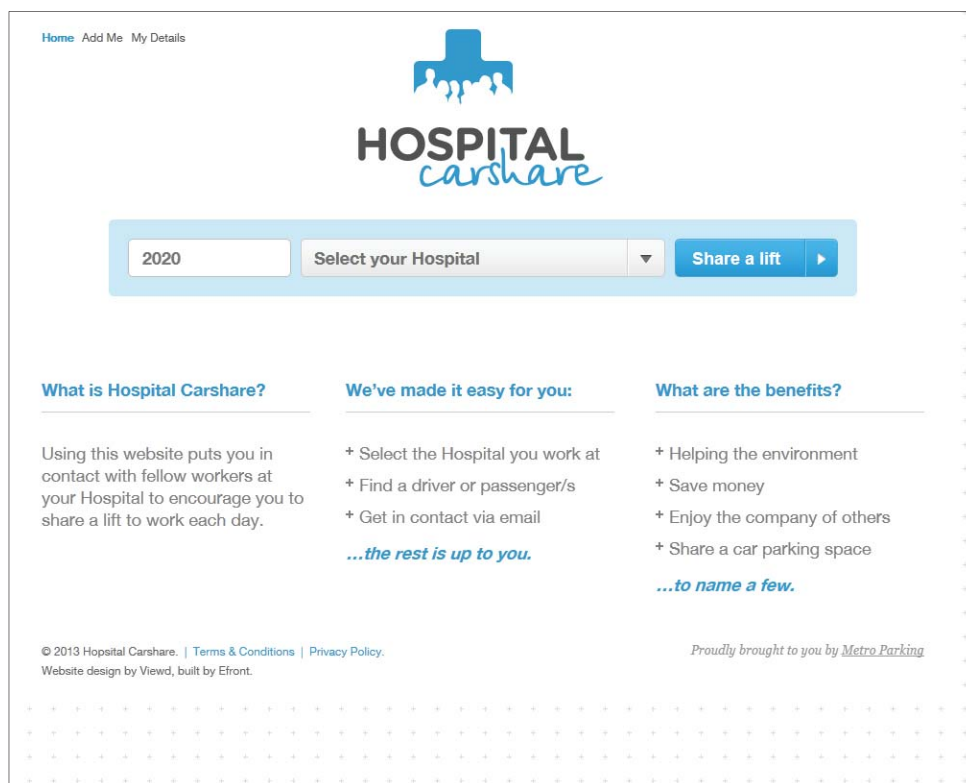 Home Add Me My Details
HOSPITAL
carshare
2020
Select your Hospital
Share a lift
What is Hospital Carshare?
Using this website puts you in
contact with fellow workers at
your Hospital to encourage you to
share a lift to work each day.
We've made it easy for you:
+ Select the Hospital you work at
+ Find a driver or passenger/s
+ Get in contact via email
...the rest is up to you.
What are the benefits?
+ Helping the environment
+ Save money
+ Enjoy the company of others
+ Share a car parking space
...to name a few.
© 2013 Hopsital Carshare. | Terms & Conditions | Privacy Policy.
Website design by Viewd, built by Efront.
Proudly brought to you by Metro Parking